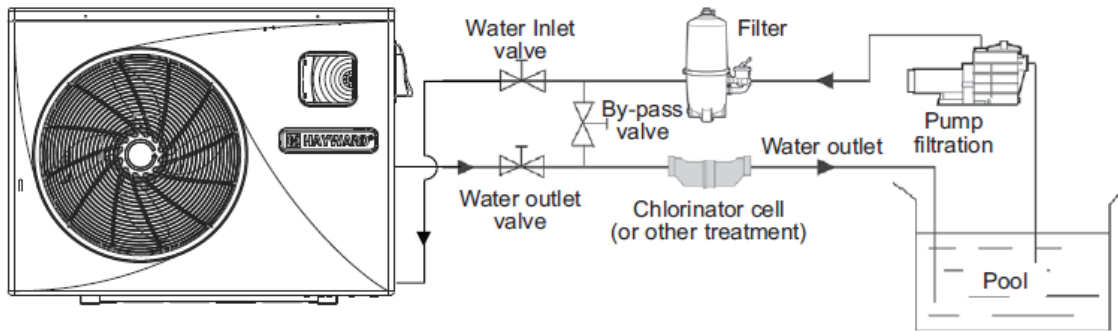 Water Inlet
valve
Filter
By-pass
valve
Pump
filtration
HAYWARD®
Water outlet
Water outlet
valve
Chlorinator cell
(or other treatment)
Pool